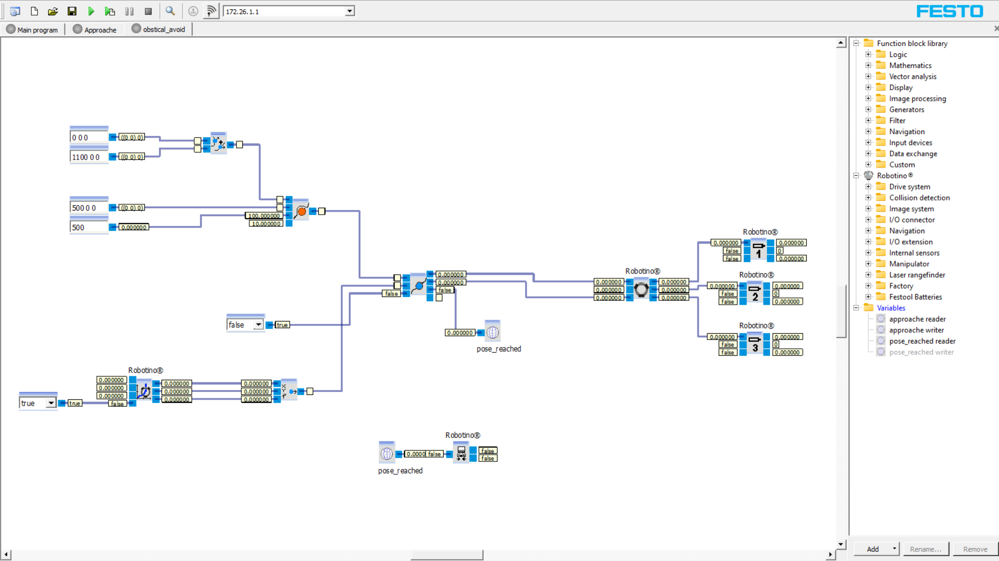 172.26.1.1
FESTO
Main program
Approache
obstical_avoid
0 0 0
((0 0) 0)
1100 0 0
((0 0) 0)
500 0 0
((0 0) 0)
500
0.000000
100.000000
10.000000
false
true
false
0.000000
0.000000
false
0.000000
pose_reached
Robotino®
0.000000
0.000000
0.000000
0.000000
0.000000
0.000000
Robotino®
0.000000
false
false
1
0.000000
0
0.000000
Robotino®
0.000000
false
false
2
0.000000
0
0.000000
Robotino®
0.000000
false
false
3
0.000000
0
0.000000
Robotino®
true
true
0.000000
0.000000
0.000000
false
0.000000
0.000000
0.000000
0.000000
0.000000
0.000000
X
Y
Robotino®
0.0000
false
false
false
pose_reached
Function block library
Logic
Mathematics
Vector analysis
Display
Image processing
Generators
Filter
Navigation
Input devices
Data exchange
Custom
Robotino®
Drive system
Collision detection
Image system
I/O connector
Navigation
I/O extension
Internal sensors
Manipulator
Laser rangefinder
Factory
Festool Batteries
Variables
approache reader
approache writer
pose_reached reader
pose_reached writer
Add
Rename...
Remove